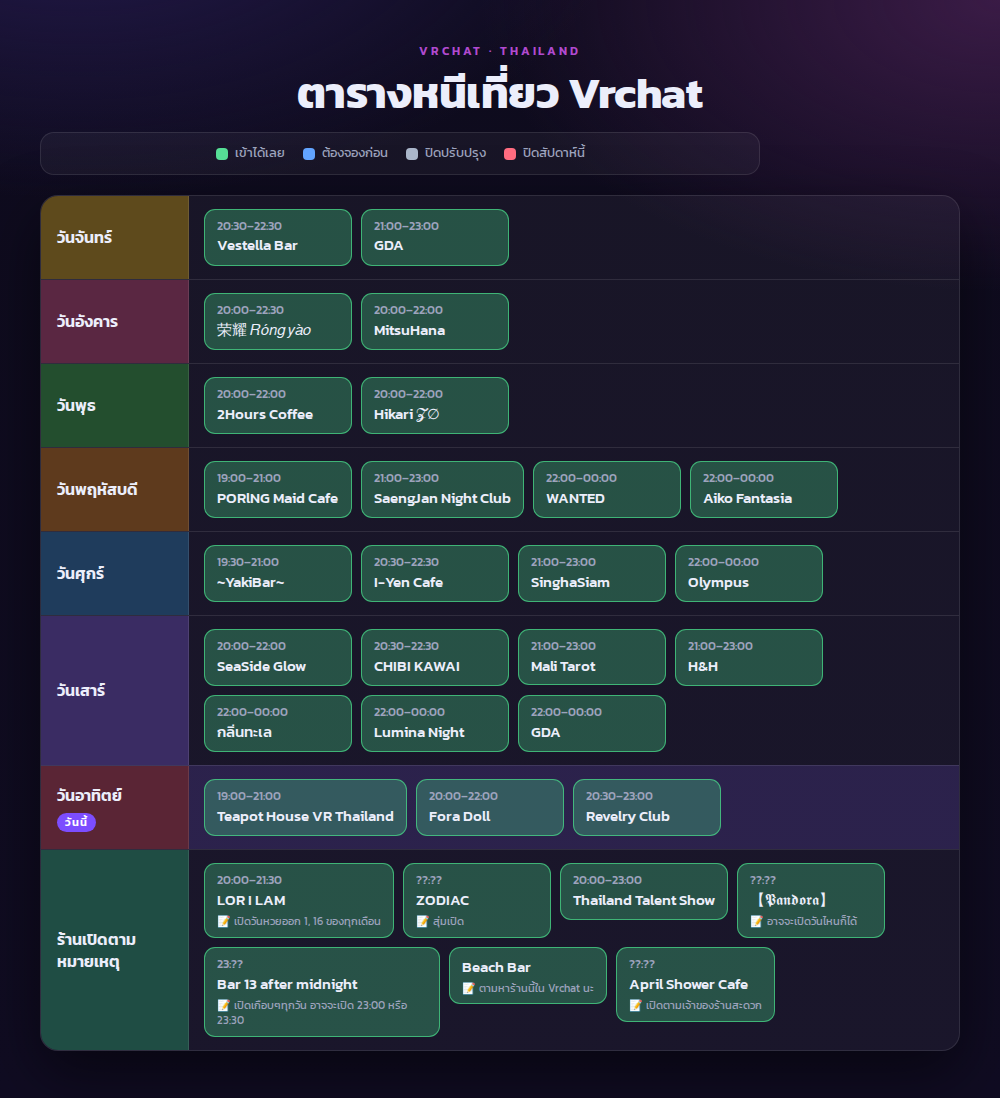 VRCHAT · THAILAND
ตารางหนีเที่ยว Vrchat
เข้าได้เลย
ต้องจองก่อน
ปิดปรับปรุง
ปิดสัปดาห์นี้
วันจันทร์
20:30–22:30
Vestella Bar
21:00–23:00
GDA
วันอังคาร
20:00–22:30
荣耀 𝘙ó𝘯𝘨 𝘺à𝘰
20:00–22:00
MitsuHana
วันพุธ
20:00–22:00
2Hours Coffee
20:00–22:00
Hikari 𝒵∅
วันพฤหัสบดี
19:00–21:00
PORlNG Maid Cafe
21:00–23:00
SaengJan Night Club
22:00–00:00
WANTED
22:00–00:00
Aiko Fantasia
วันศุกร์
19:30–21:00
~YakiBar~
20:30–22:30
I-Yen Cafe
21:00–23:00
SinghaSiam
22:00–00:00
Olympus
วันเสาร์
20:00–22:00
SeaSide Glow
20:30–22:30
CHIBI KAWAI
21:00–23:00
Mali Tarot
21:00–23:00
H&H
22:00–00:00
กลิ่นทะเล
22:00–00:00
Lumina Night
22:00–00:00
GDA
วันอาทิตย์
วันนี้
19:00–21:00
Teapot House VR Thailand
20:00–22:00
Fora Doll
20:30–23:00
Revelry Club
ร้านเปิดตาม
หมายเหตุ
20:00–21:30
LOR I LAM
📝 เปิดวันหวยออก 1, 16 ของทุกเดือน
??:??
ZODIAC
📝 สุ่มเปิด
20:00–23:00
Thailand Talent Show
??:??
【𝕻𝖆𝖓𝖉𝖔𝖗𝖆】
📝 อาจจะเปิดวันไหนก็ได้
23:??
Bar 13 after midnight
📝 เปิดเกือบๆทุกวัน อาจจะเปิด 23:00 หรือ
23:30
Beach Bar
📝 ตามหาร้านนี้ใน Vrchat นะ
??:??
April Shower Cafe
📝 เปิดตามเจ้าของร้านสะดวก